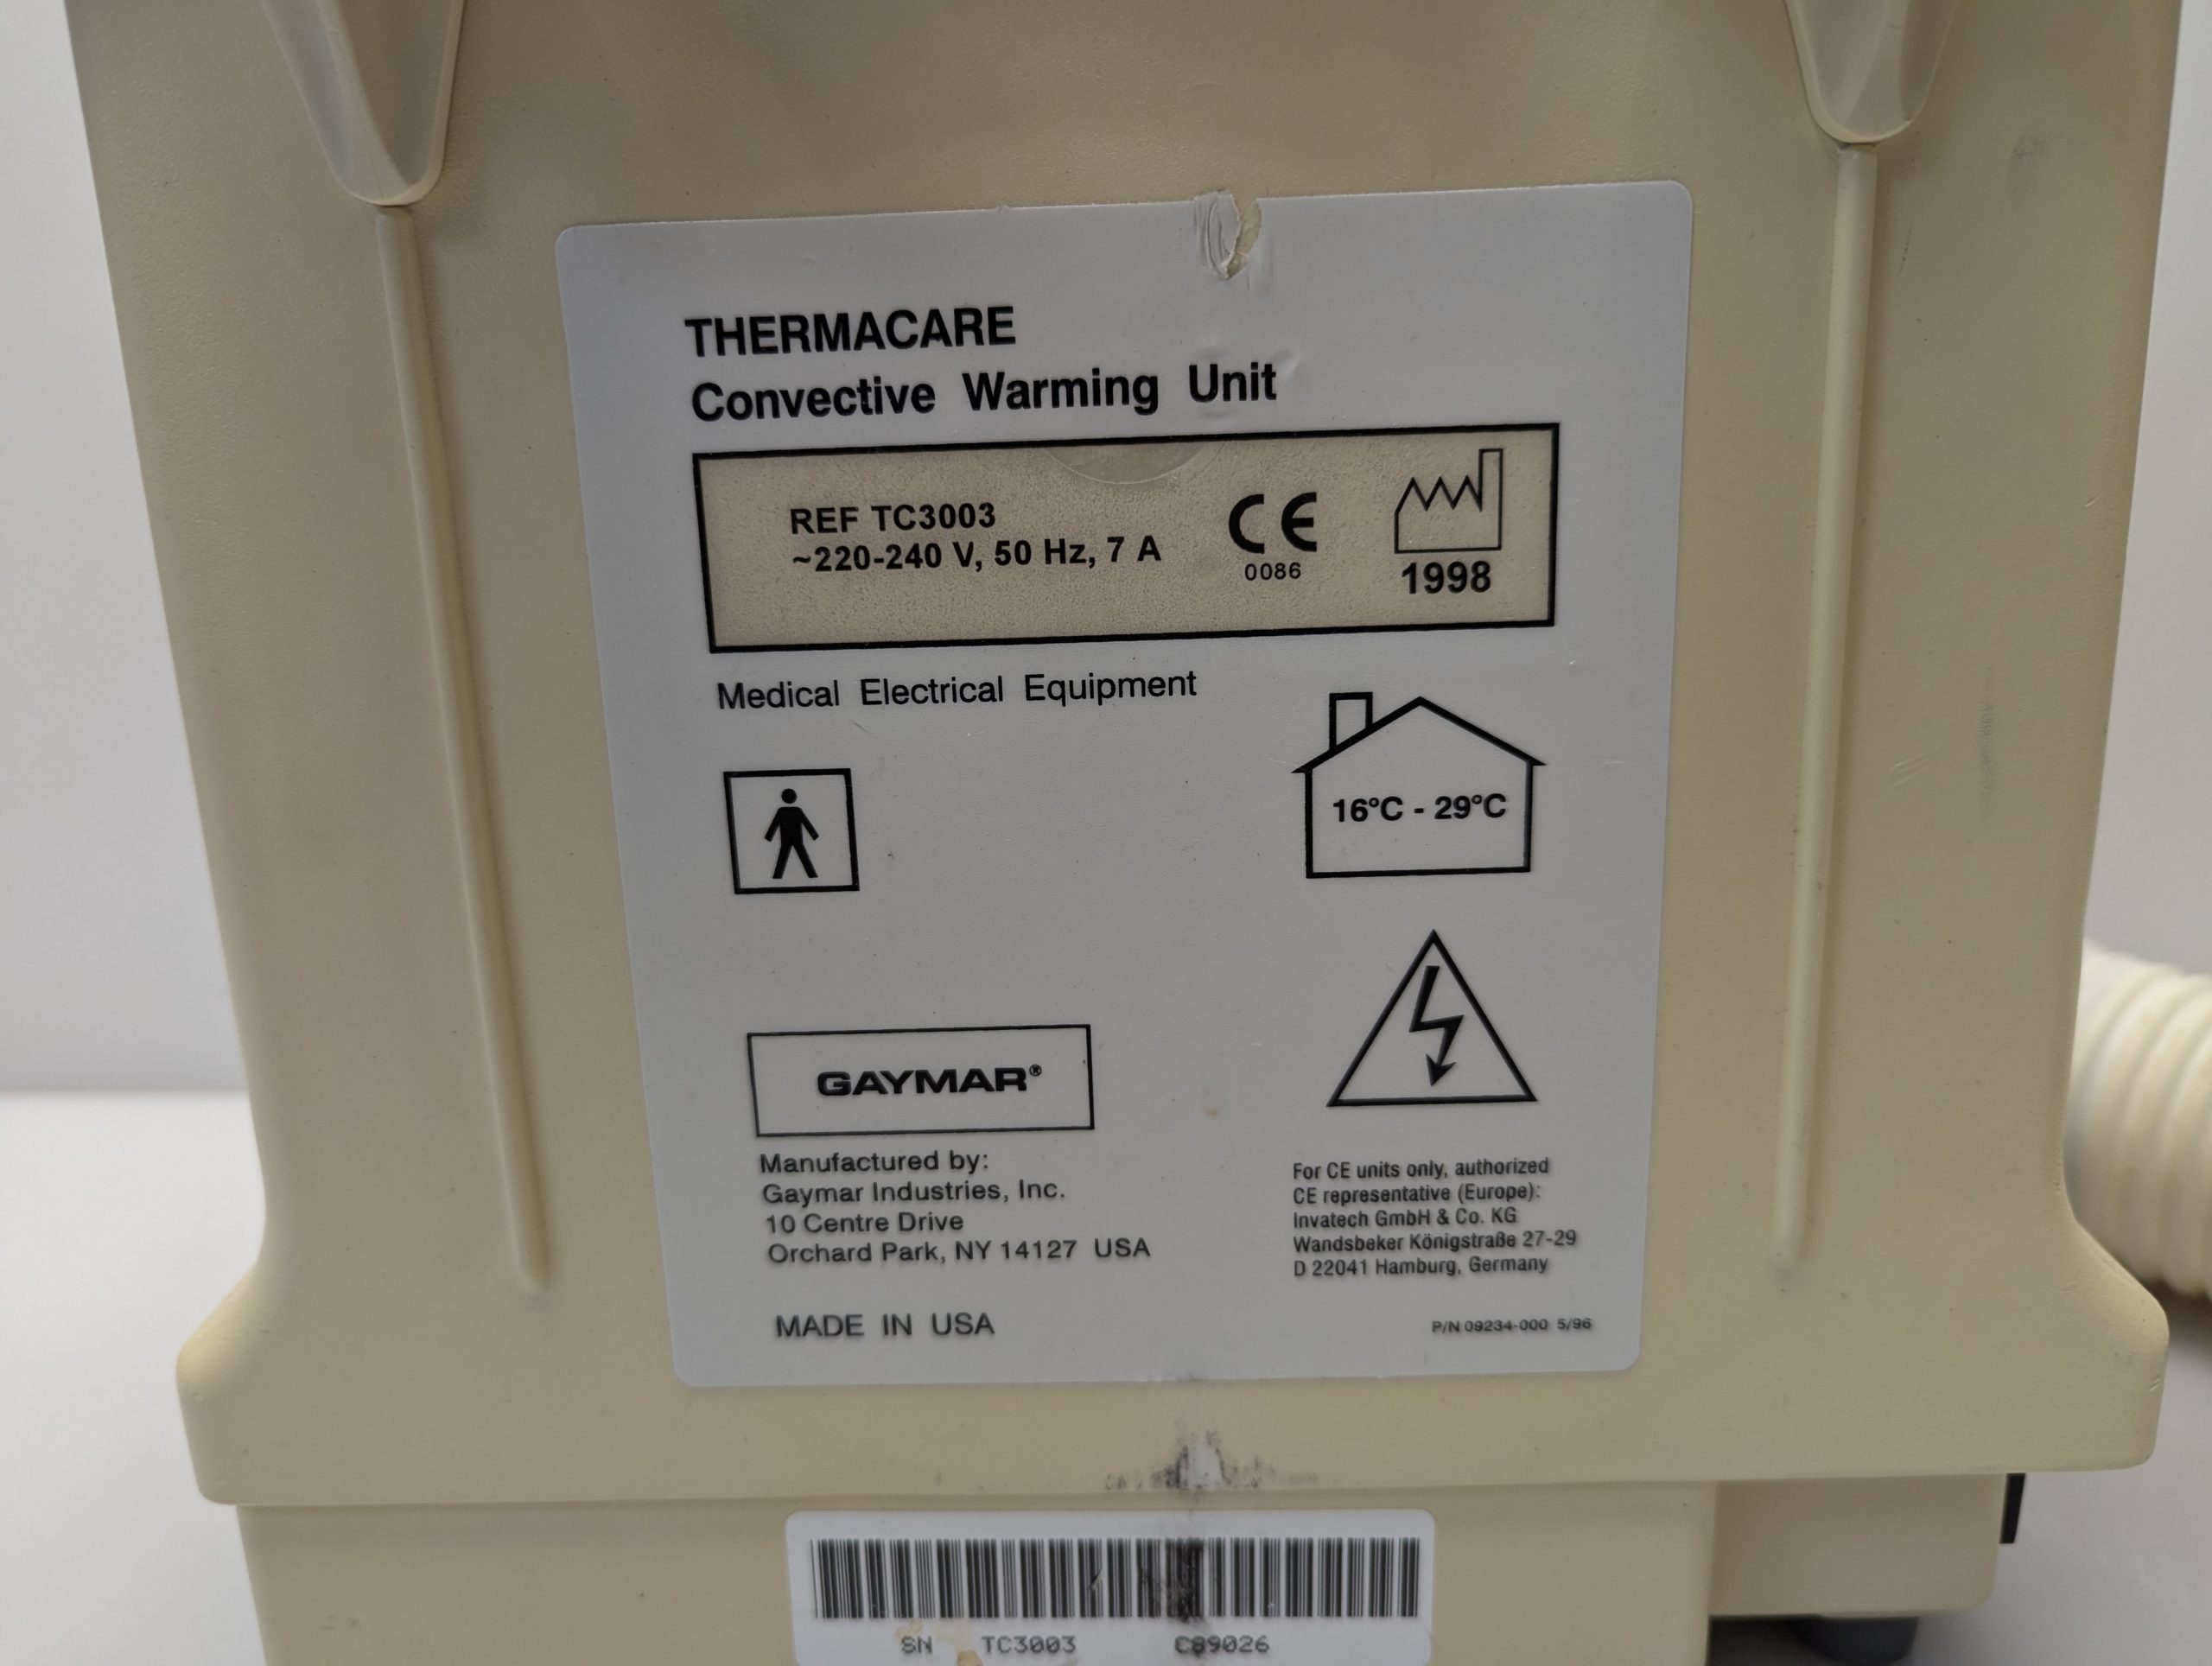 THERMACARE
Convective Warming Unit
REF TC3003
~220-240 V, 50 Hz, 7 A
CE
0086
1998
Medical Electrical Equipment
16°C - 29°C
GAYMAR®
Manufactured by:
Gaymar Industries, Inc.
10 Centre Drive
Orchard Park, NY 14127 USA
MADE IN USA
For CE units only, authorized
CE representative (Europe):
Invatech GmbH & Co. KG
Wandsbeker Königstraße 27-29
D 22041 Hamburg, Germany
P/N 09234-000 5/96
SN TC3003 C89026